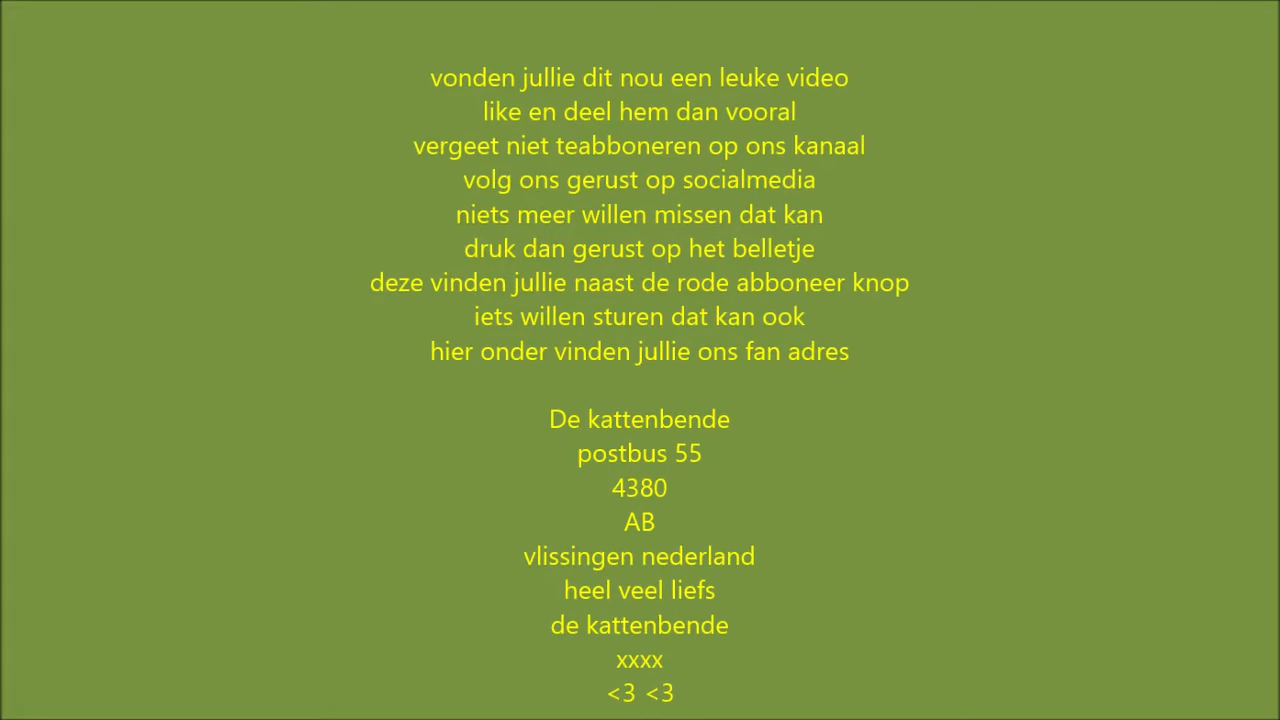 vonden jullie dit nou een leuke video
like en deel hem dan vooral
vergeet niet teabboneren op ons kanaal
volg ons gerust op socialmedia
niets meer willen missen dat kan
druk dan gerust op het belletje
deze vinden jullie naast de rode abboneer knop
iets willen sturen dat kan ook
hier onder vinden jullie ons fan adres
De kattenbende
postbus 55
4380
AB
vlissingen nederland
heel veel liefs
de kattenbende
xxxx
<3 <3